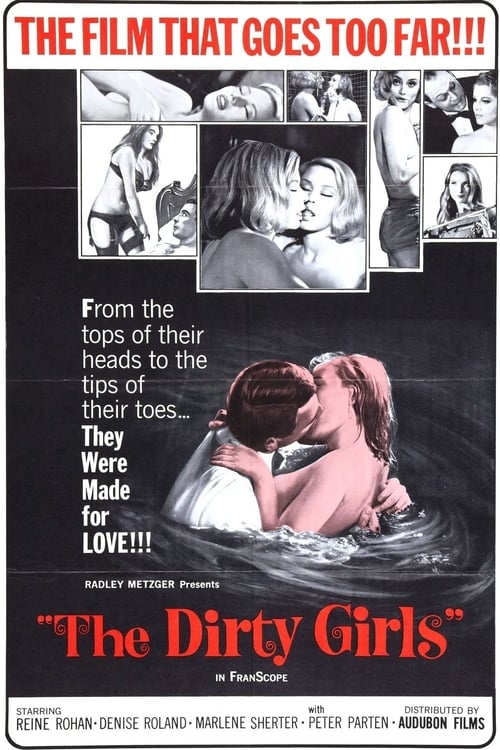 THE FILM THAT GOES TOO FAR!!!
From the
tops of their
heads to the
tips of
their toes...
They
Were
Made
for
LOVE!!!
RADLEY METZGER Presents
"The Dirty Girls"
IN FRANSCOPE
STARRING
REINE ROHAN · DENISE ROLAND · MARLENE SHERTER · with PETER PARTEN · DISTRIBUTED BY AUDUBON FILMS